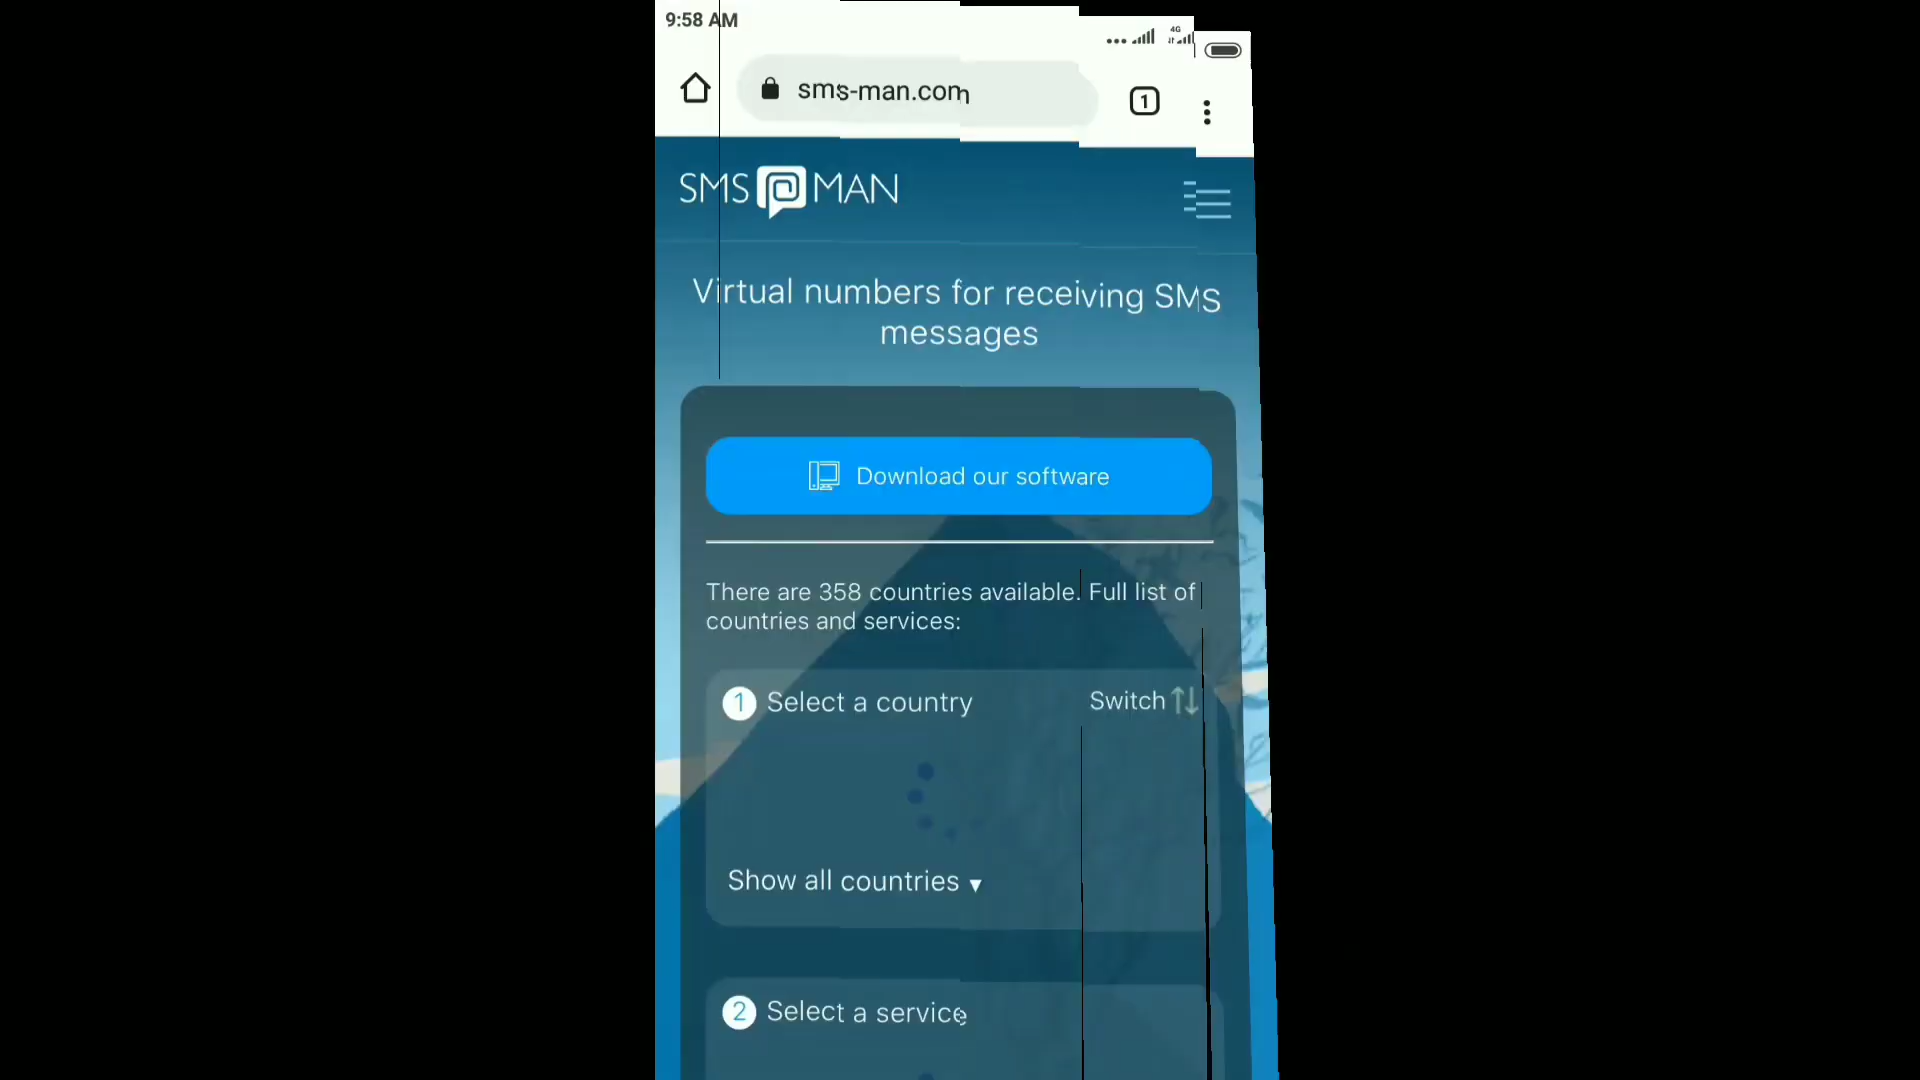 9:58 AM
4G
sms-man.com
1
SMS MAN
Virtual numbers for receiving SMS
messages
Download our software
There are 358 countries available. Full list of
countries and services:
1 Select a country
Switch
Show all countries
2 Select a service